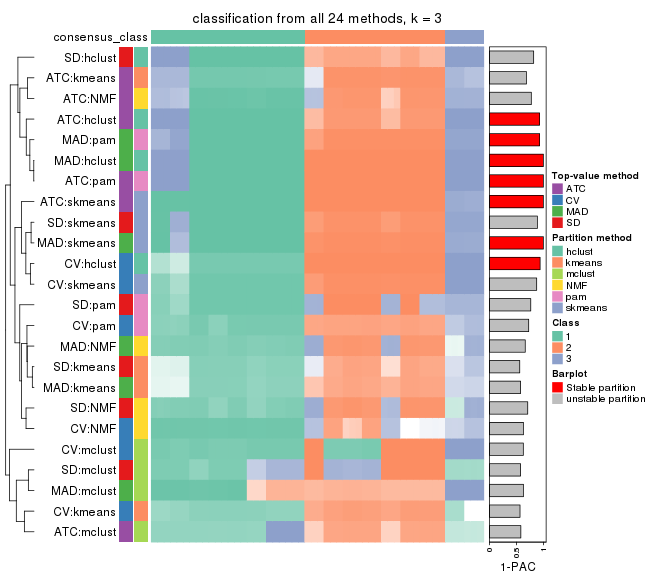 classification from all 24 methods, k = 3
consensus_class
SD:hclust
ATC:kmeans
ATC:NMF
ATC:hclust
MAD:pam
MAD:hclust
ATC:pam
ATC:skmeans
SD:skmeans
MAD:skmeans
CV:hclust
CV:skmeans
SD:pam
CV:pam
MAD:NMF
SD:kmeans
MAD:kmeans
SD:NMF
CV:NMF
CV:mclust
SD:mclust
MAD:mclust
CV:kmeans
ATC:mclust
0
0.5
1
1-PAC
Top-value method
ATC
CV
MAD
SD
Partition method
hclust
kmeans
mclust
NMF
pam
skmeans
Class
1
2
3
Barplot
Stable partition
unstable partition